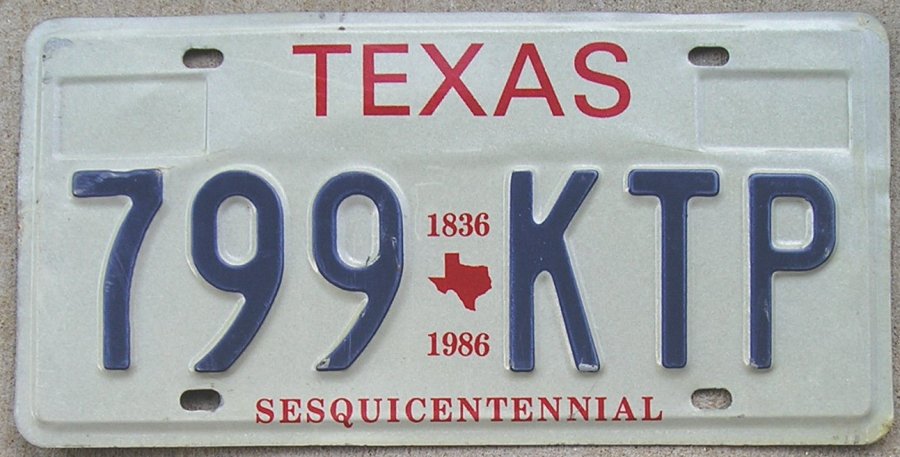 TEXAS
799 KTP
1836
1986
SESQUICENTENNIAL